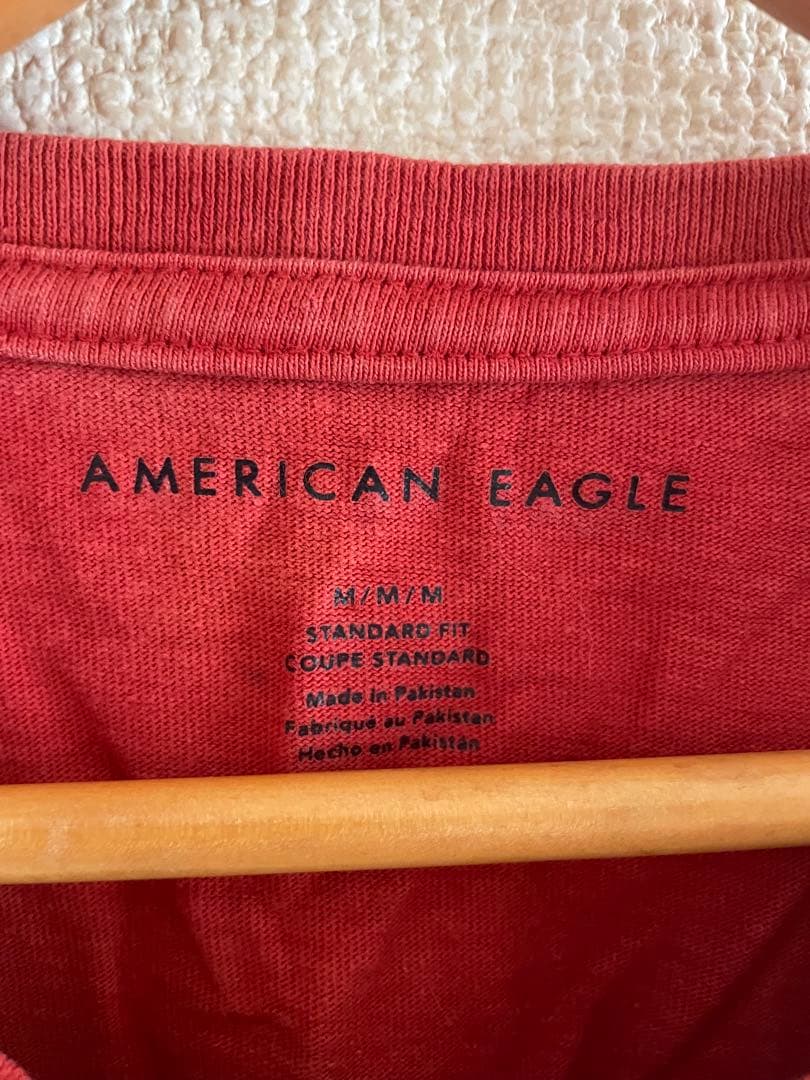 AMERICAN EAGLE
M/M/M
STANDARD FIT
COUPE STANDARD
Made in Pakistan
Fabriqué au Pakistan
Hecho en Pakistán